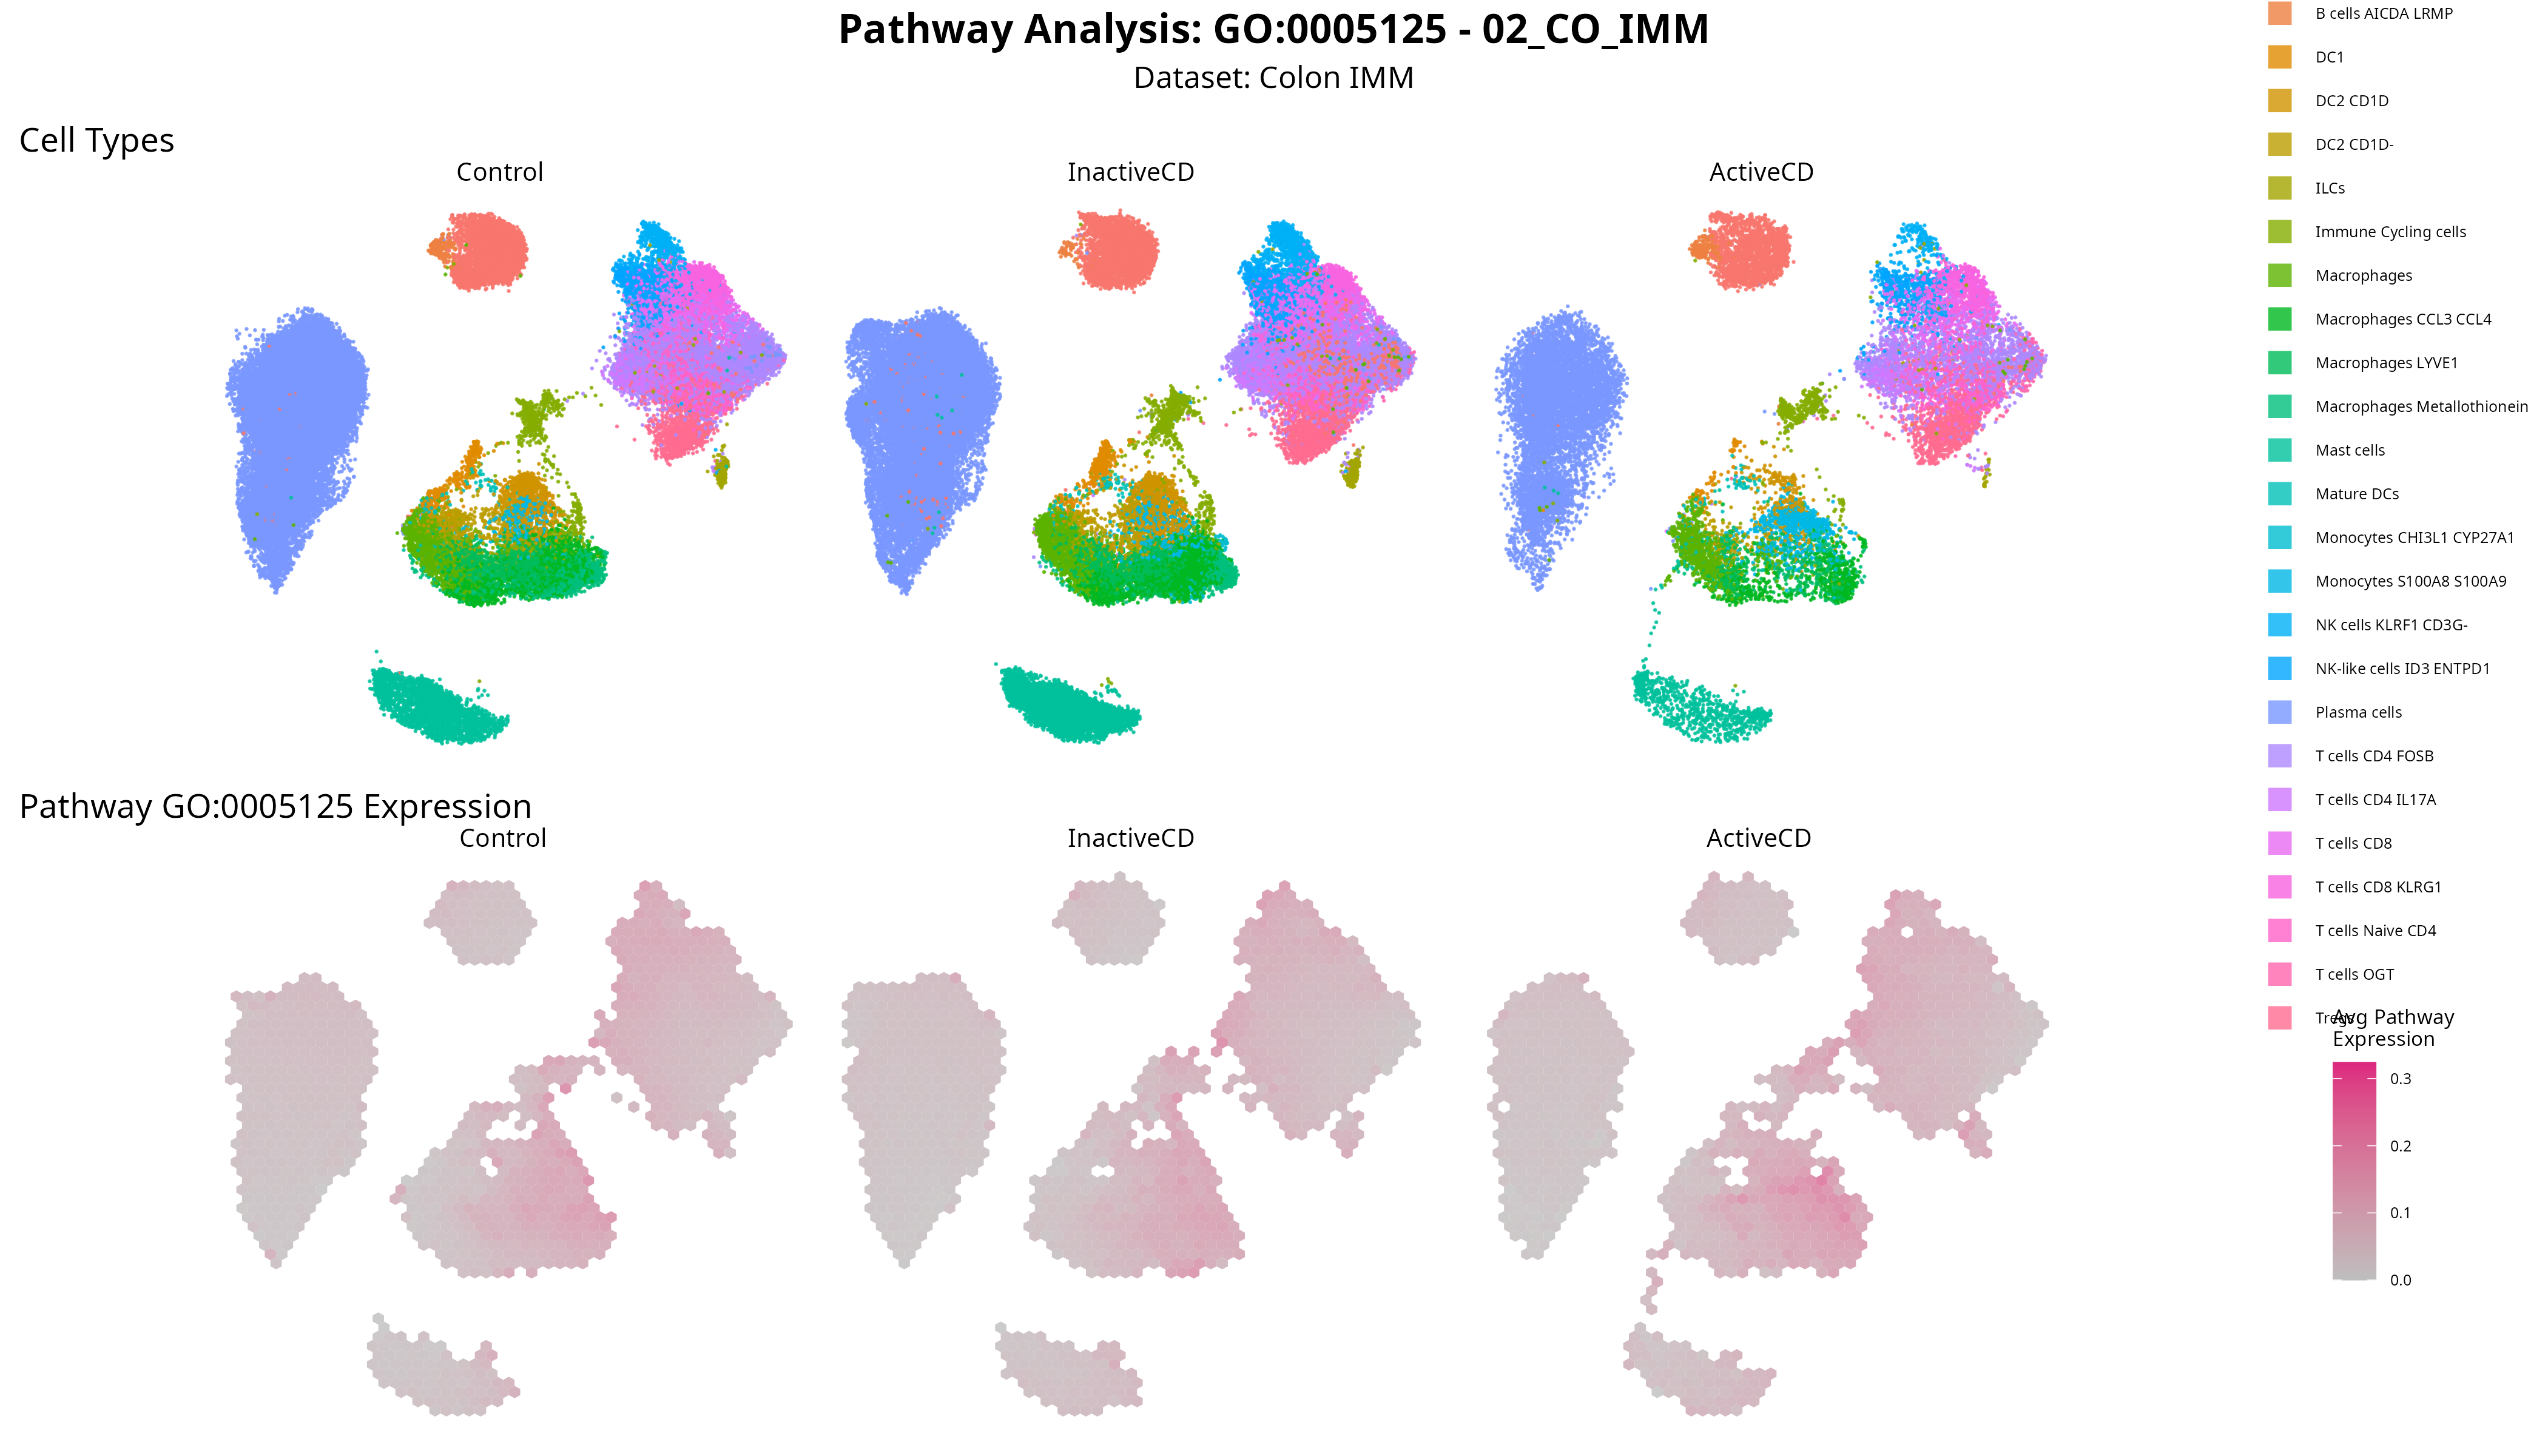 Pathway Analysis: GO:0005125 - 02_CO_IMM
Dataset: Colon IMM
Cell Types
Control
InactiveCD
ActiveCD
Pathway GO:0005125 Expression
Control
InactiveCD
ActiveCD
B cells AICDA LRMP
DC1
DC2 CD1D
DC2 CD1D-
ILCs
Immune Cycling cells
Macrophages
Macrophages CCL3 CCL4
Macrophages LYVE1
Macrophages Metallothionein
Mast cells
Mature DCs
Monocytes CHI3L1 CYP27A1
Monocytes S100A8 S100A9
NK cells KLRF1 CD3G-
NK-like cells ID3 ENTPD1
Plasma cells
T cells CD4 FOSB
T cells CD4 IL17A
T cells CD8
T cells CD8 KLRG1
T cells Naive CD4
T cells OGT
Tregs
Avg Pathway
Expression
0.3
0.2
0.1
0.0